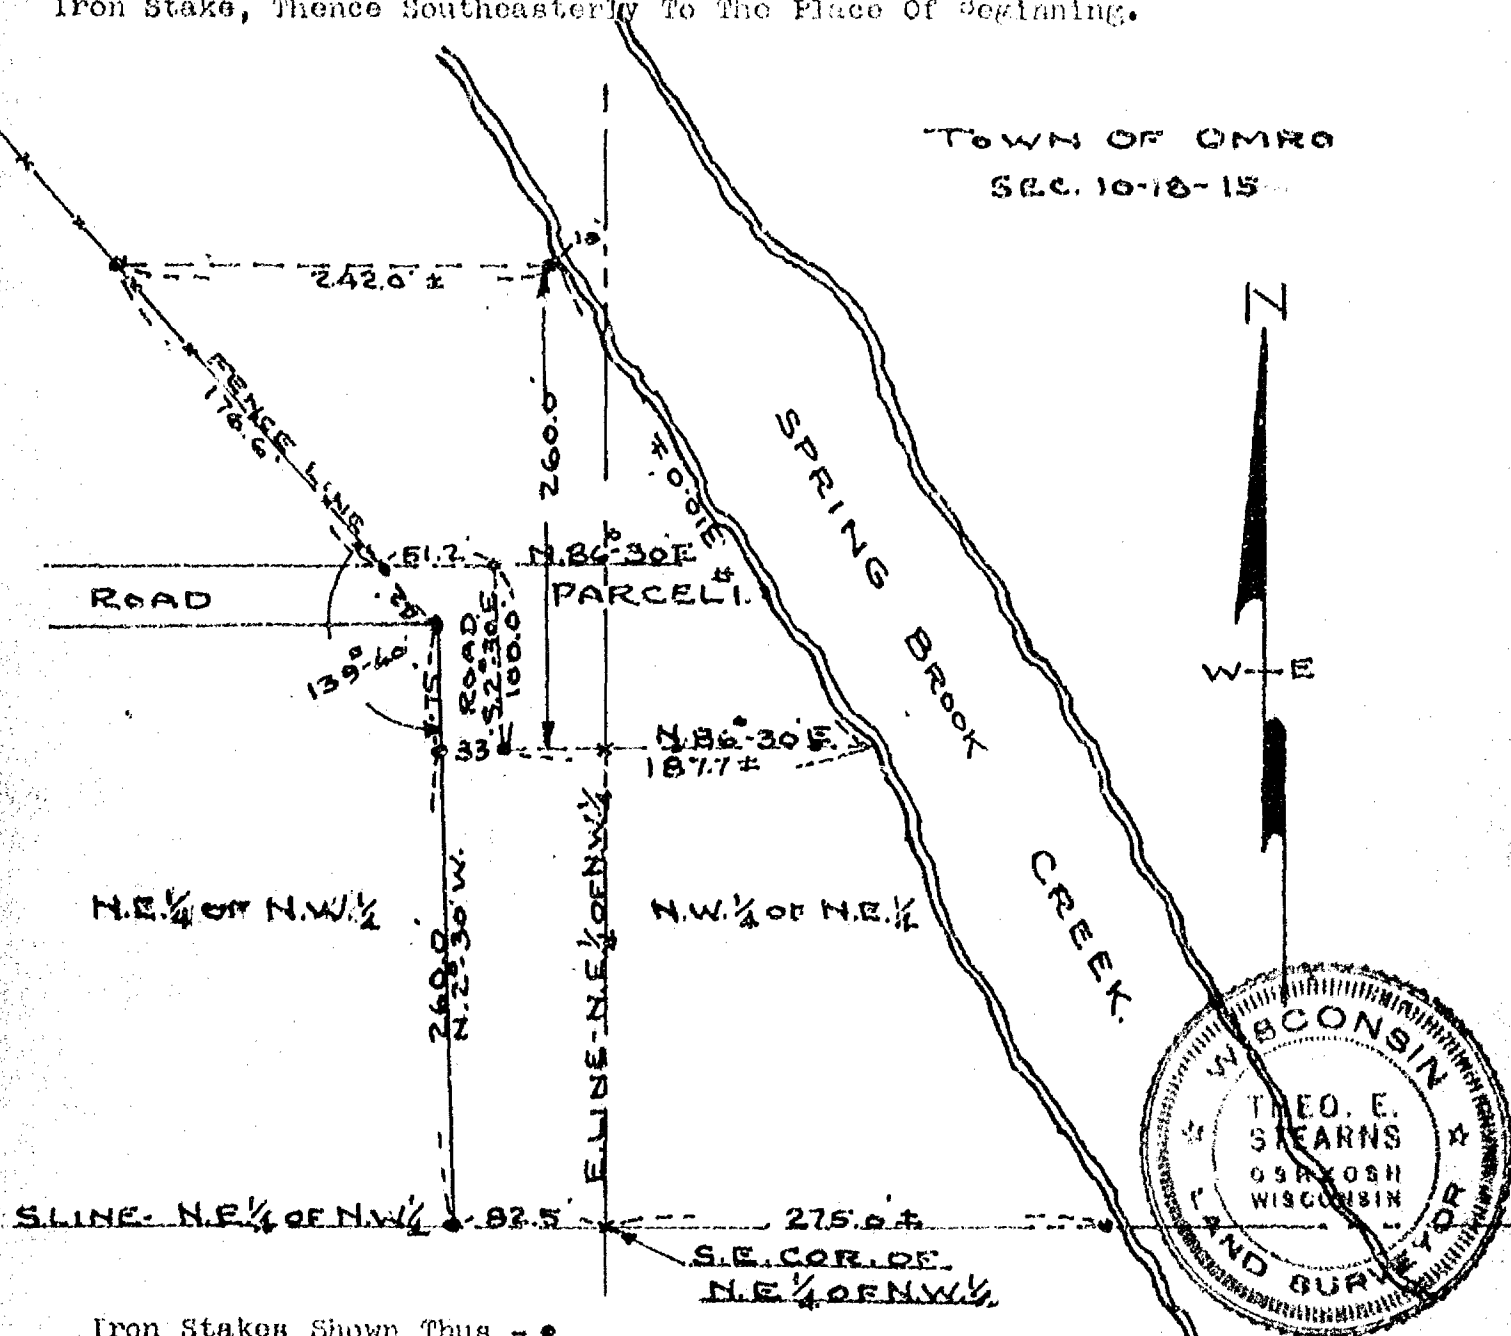 Iron Stake, Thence Southeasterly To The Place Of Beginning.
TOWN OF OMRO
SEC. 10-18-15
N
W E
242.0' ±
FENCE LINE
178.6'
260.0'
310.0' ±
SPRING BROOK CREEK.
51.2' N.86°-30'E
ROAD
PARCEL #1.
92.'
ROAD
S.2°-30'E
100.0'
139°-40'
75'
33'
N.86°-30'E.
187.7 ±
N.E.¼ OF N.W.¼
N.W.¼ OF N.E.¼
260.0
N.2°-30'W.
E. LINE-N.E.¼ OF N.W.¼
S. LINE- N.E.¼ OF N.W.¼ 82.5' 275.0' ±
S.E. COR. OF
N.E.¼ OF N.W.¼
WISCONSIN
THEO. E.
STEARNS
OSHKOSH
WISCONSIN
LAND SURVEYOR
Iron Stakes Shown Thus -